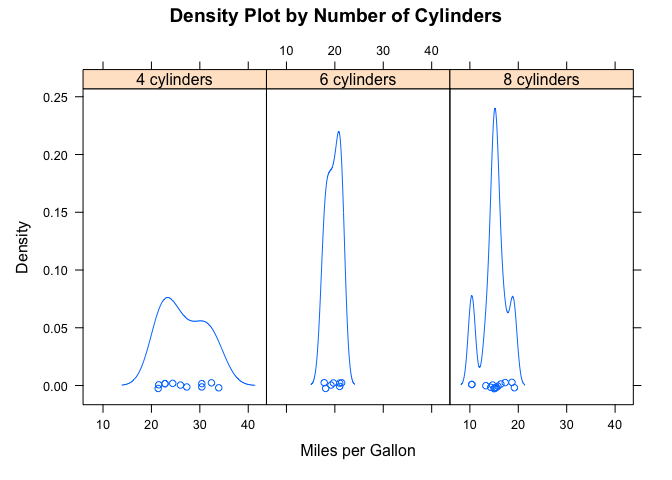 Density Plot by Number of Cylinders
10 20 30 40
4 cylinders 6 cylinders 8 cylinders
0.25
0.20
0.15
0.10
0.05
0.00
Density
10 20 30 40 10 20 30 40
Miles per Gallon